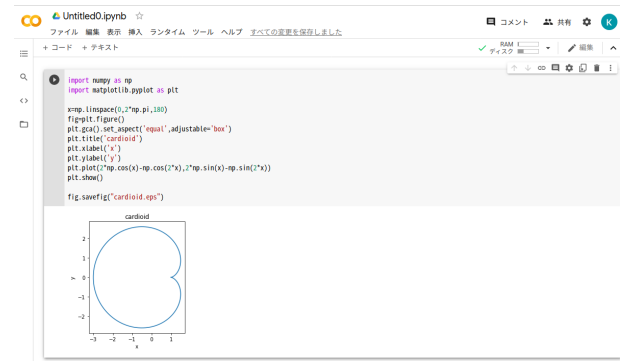 Untitled0.ipynb ☆
コメント 共有 K
ファイル 編集 表示 挿入 ランタイム ツール ヘルプ すべての変更を保存しました
+ コード + テキスト
RAM
ディスク
編集
import numpy as np
import matplotlib.pyplot as plt
x=np.linspace(0,2*np.pi,180)
fig=plt.figure()
plt.gca().set_aspect('equal',adjustable='box')
plt.title('cardioid')
plt.xlabel('x')
plt.ylabel('y')
plt.plot(2*np.cos(x)-np.cos(2*x),2*np.sin(x)-np.sin(2*x))
plt.show()
fig.savefig("cardioid.eps")
cardioid
2
1
0
−1
−2
y
−3 −2 −1 0 1
x